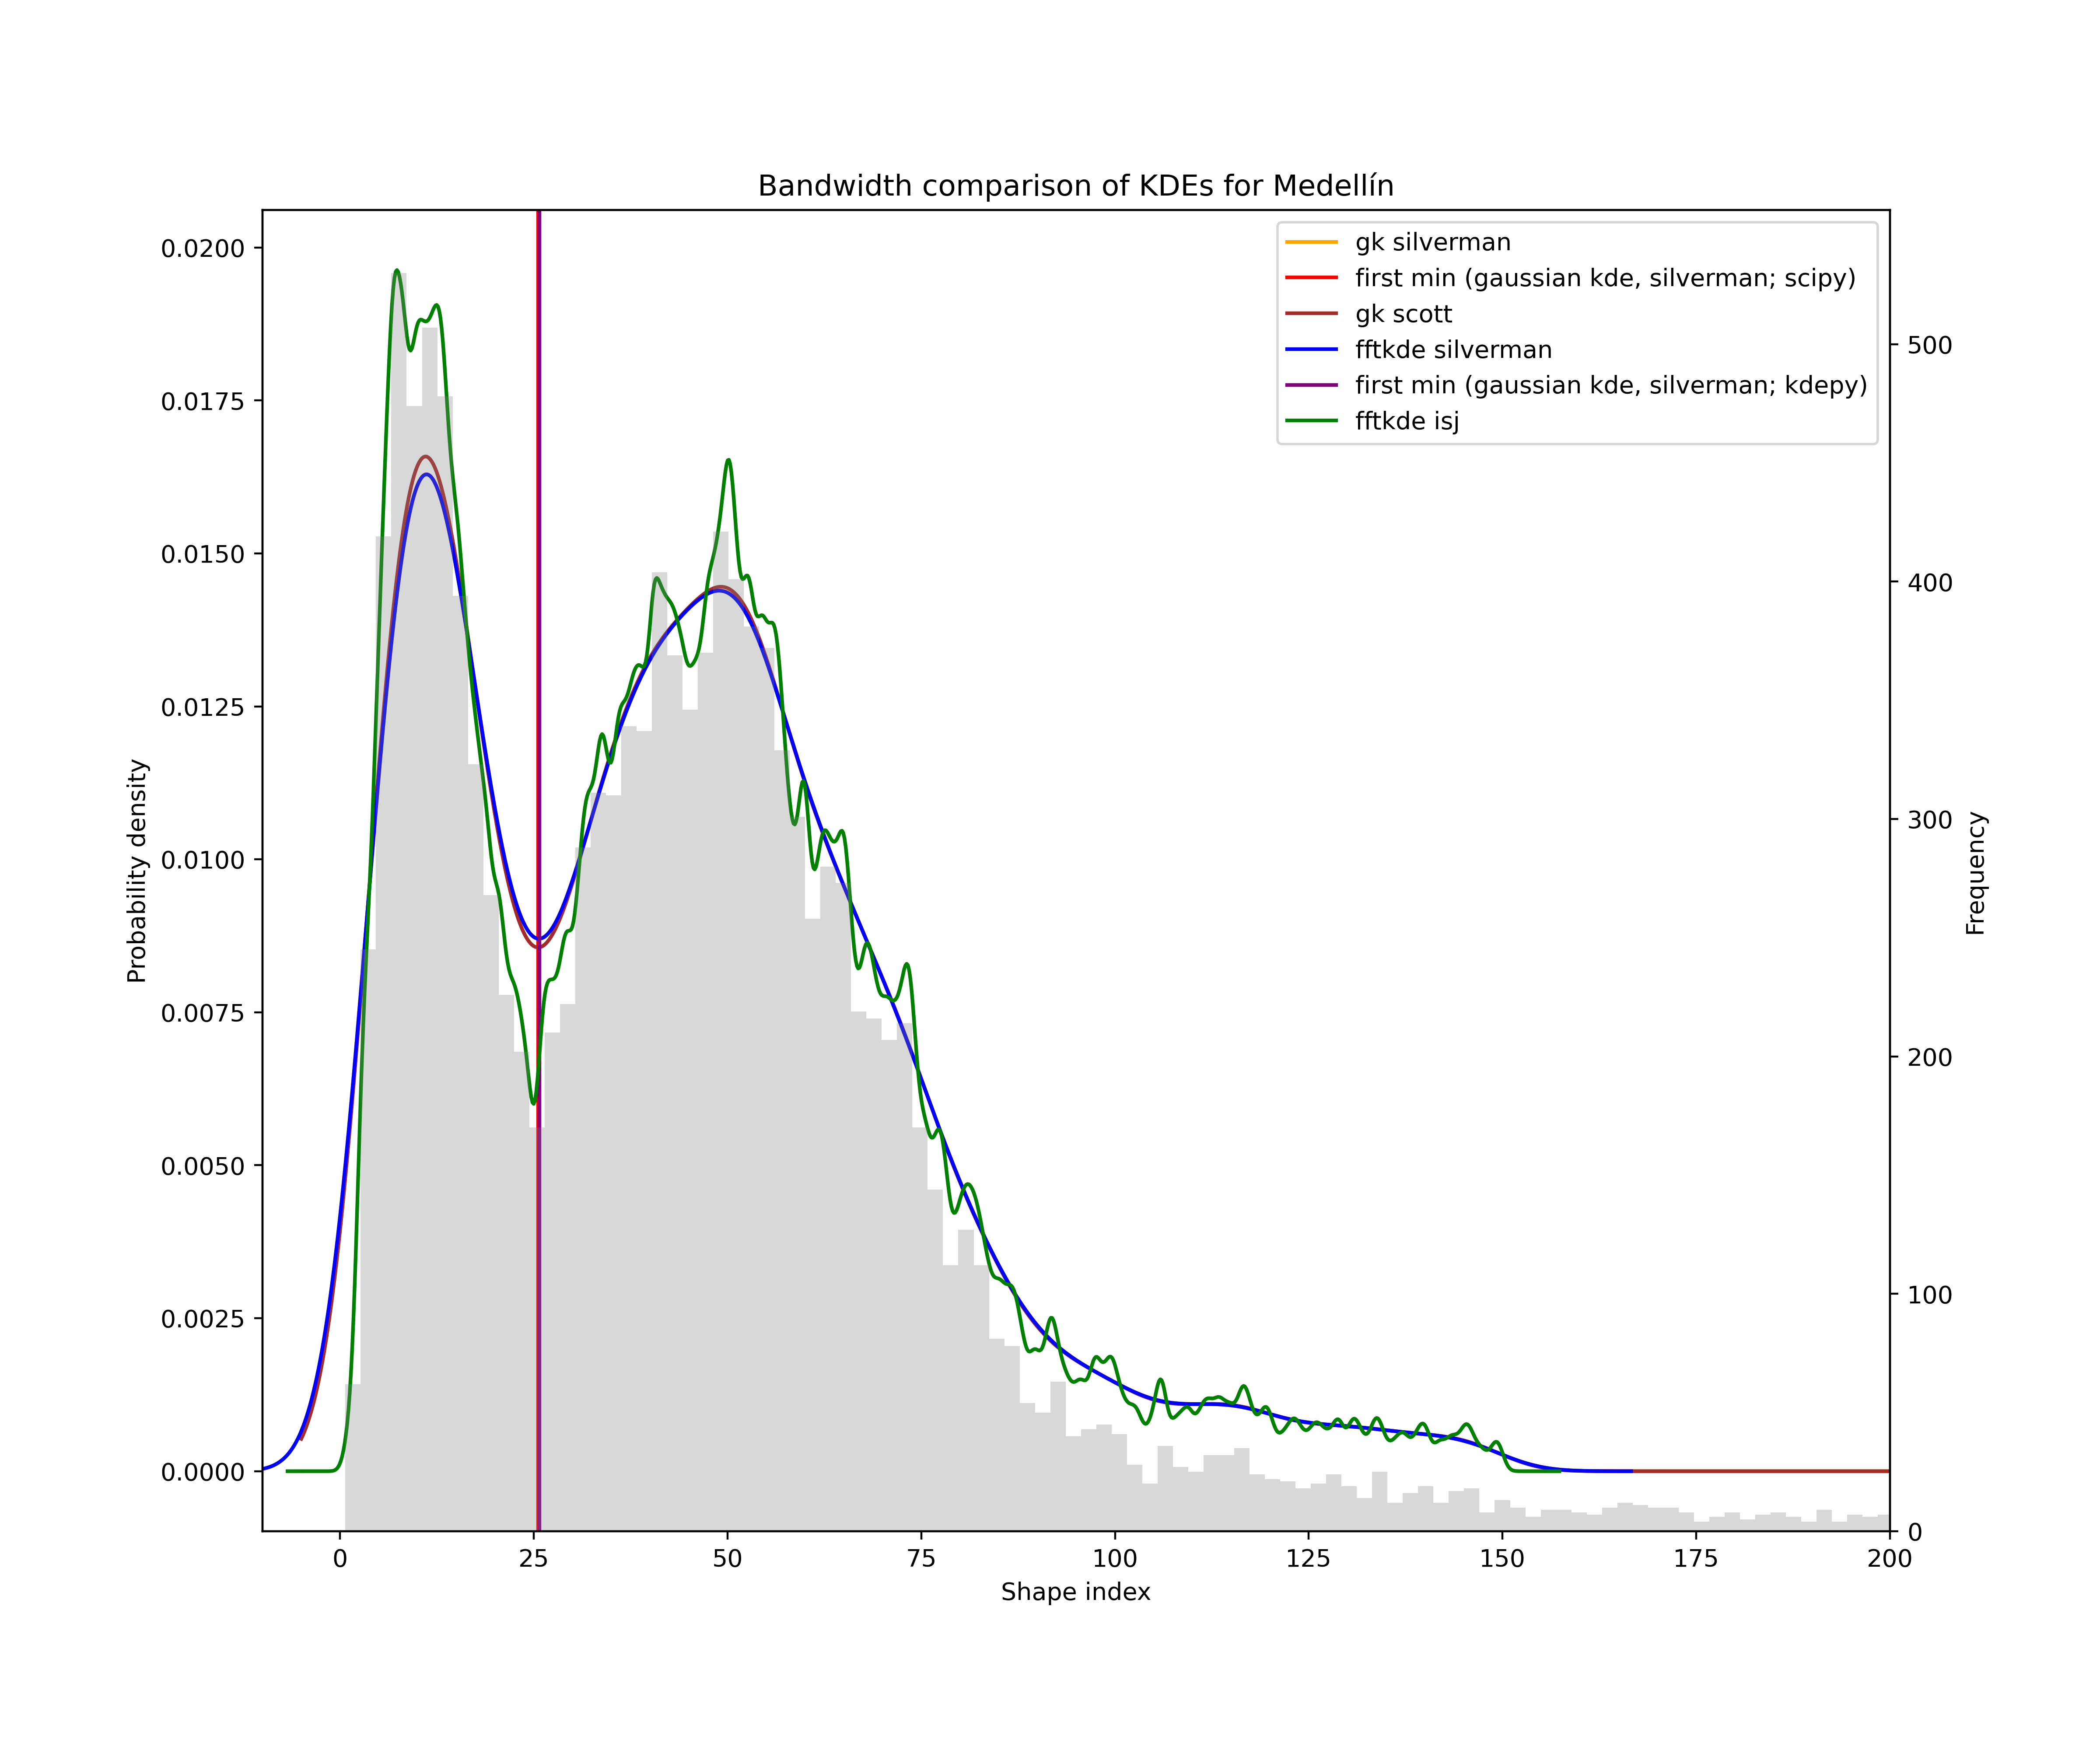 Bandwidth comparison of KDEs for Medellín
gk silverman
first min (gaussian kde, silverman; scipy)
gk scott
fftkde silverman
first min (gaussian kde, silverman; kdepy)
fftkde isj
Probability density
0.0200
0.0175
0.0150
0.0125
0.0100
0.0075
0.0050
0.0025
0.0000
500
400
300
200
100
0
Frequency
0 25 50 75 100 125 150 175 200
Shape index